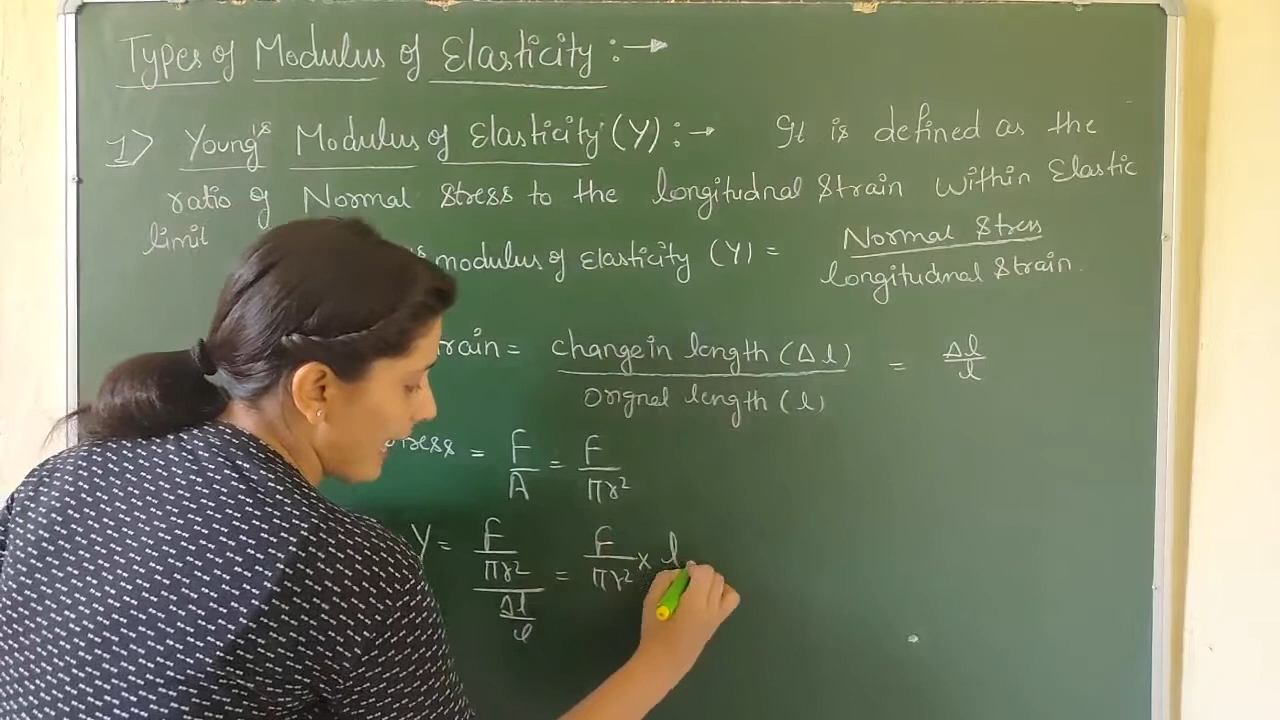 Types of Modulus of Elasticity :→
1) Young's Modulus of Elasticity (Y) :→ It is defined as the
ratio of Normal Stress to the longitudnal Strain Within Elastic
limit
modulus of Elasticity (Y) = Normal Stress / longitudinal Strain.
rain = change in length (Δl) / Orignal length (l) = Δl / l
tress = F / A = F / πr²
Y = F / πr² / Δl / l = F / πr² × l